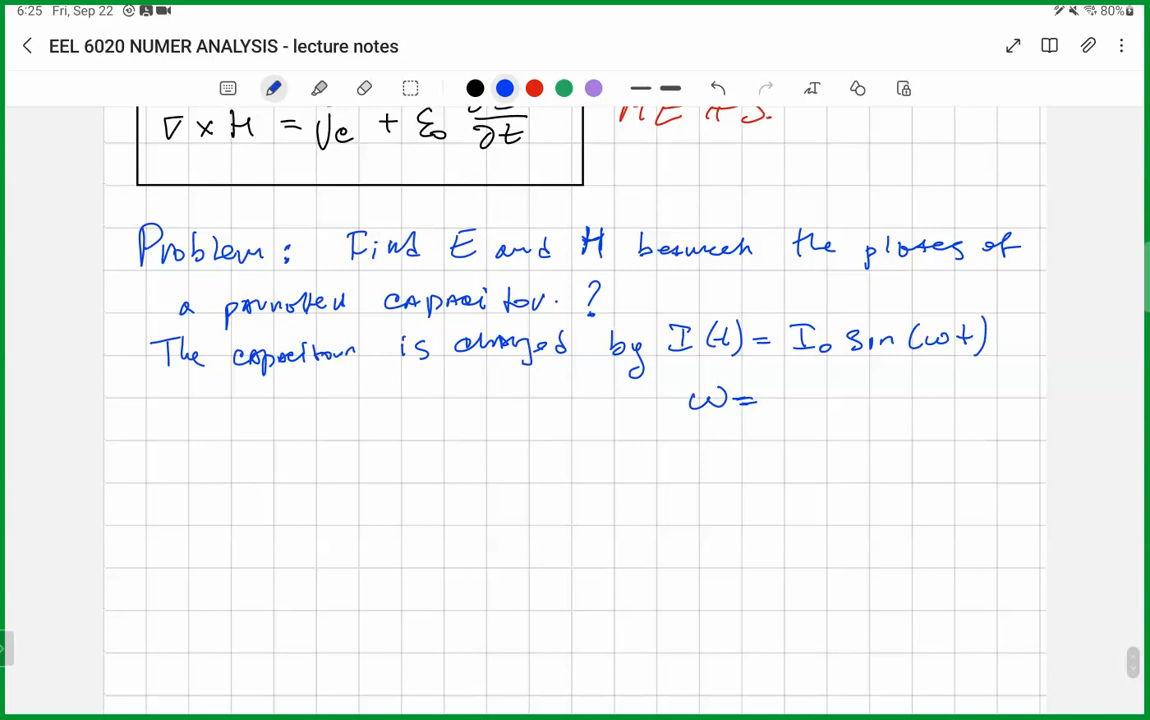 6:25 Fri, Sep 22 80%
EEL 6020 NUMER ANALYSIS - lecture notes
∇ × H = Je + ε₀ ∂E/∂t
Problem: Find E and H between the plates of
a parallel capacitor. ?
The capacitor is charged by I(t) = I₀ sin(ωt)
ω=